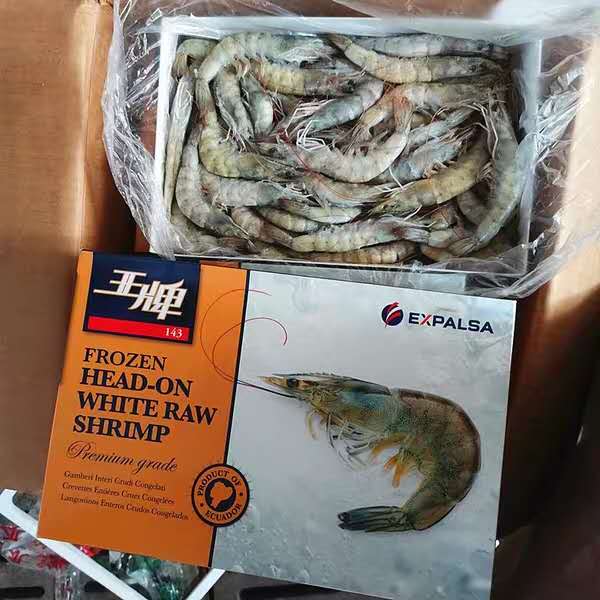 王牌
143
EXPALSA
FROZEN
HEAD-ON
WHITE RAW
SHRIMP
Premium grade
Gamberi Interi Crudi Congelati
Crevettes Entières Crues Congelées
Langostinos Enteros Crudos Congelados
PRODUCT OF
ECUADOR